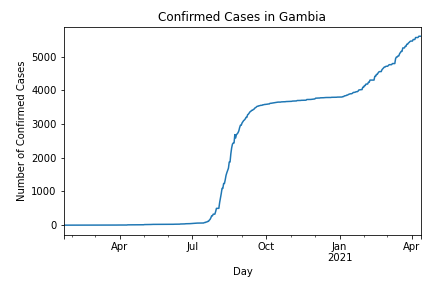 Confirmed Cases in Gambia
Number of Confirmed Cases
5000
4000
3000
2000
1000
0
Apr Jul Oct Jan Apr
2021
Day